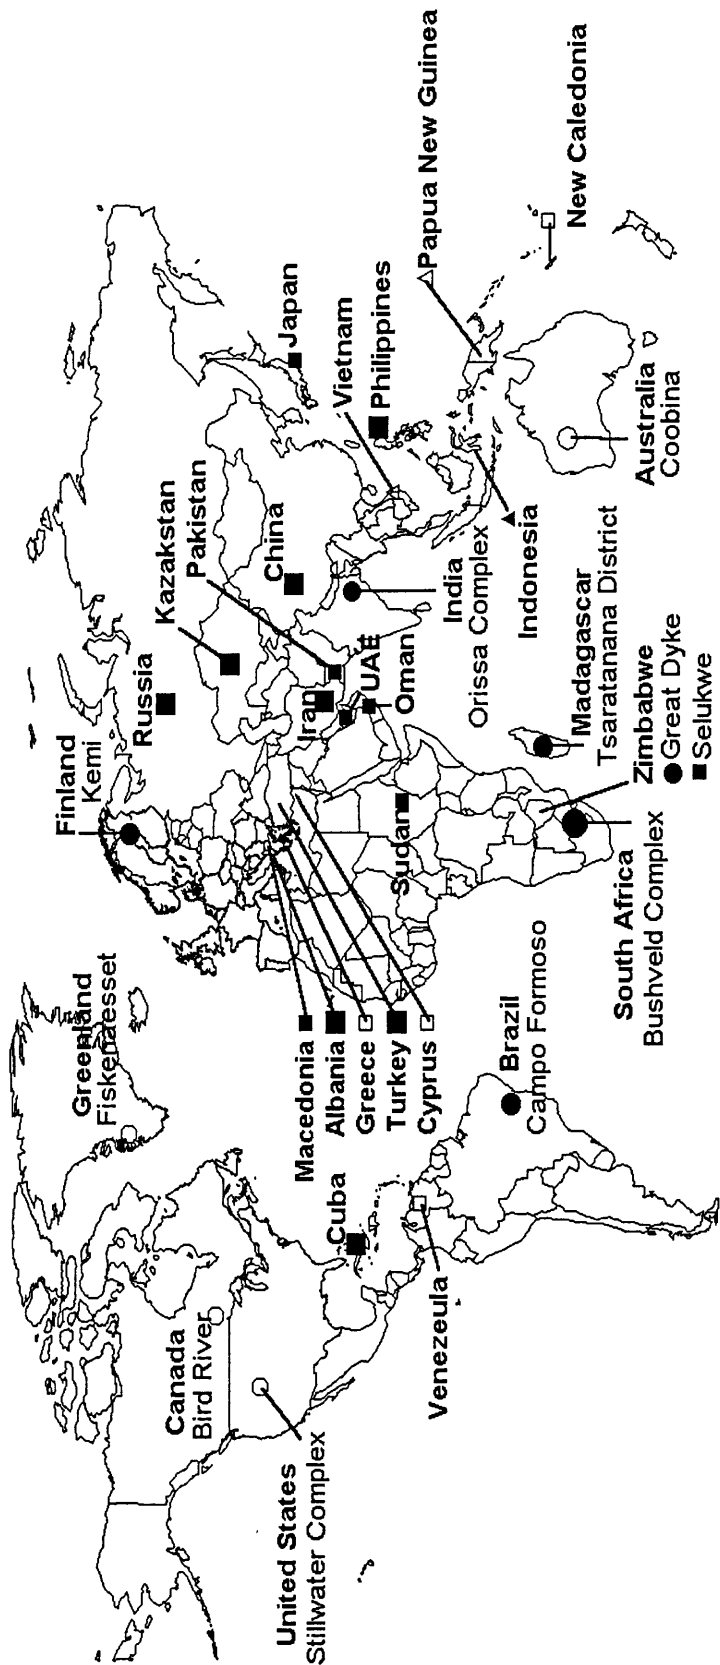 Greenland
Fiskenaesset
Finland
Kemi
Russia
Kazakstan
Pakistan
China
Japan
Vietnam
Philippines
Papua New Guinea
New Caledonia
Canada
Bird River
United States
Stillwater Complex
Cuba
Venezeula
Macedonia
Albania
Greece
Turkey
Cyprus
Iran
UAE
Oman
Sudan
India
Orissa Complex
Indonesia
Australia
Coobina
Brazil
Campo Formoso
South Africa
Bushveld Complex
Madagascar
Tsaratanana District
Zimbabwe
Great Dyke
Selukwe